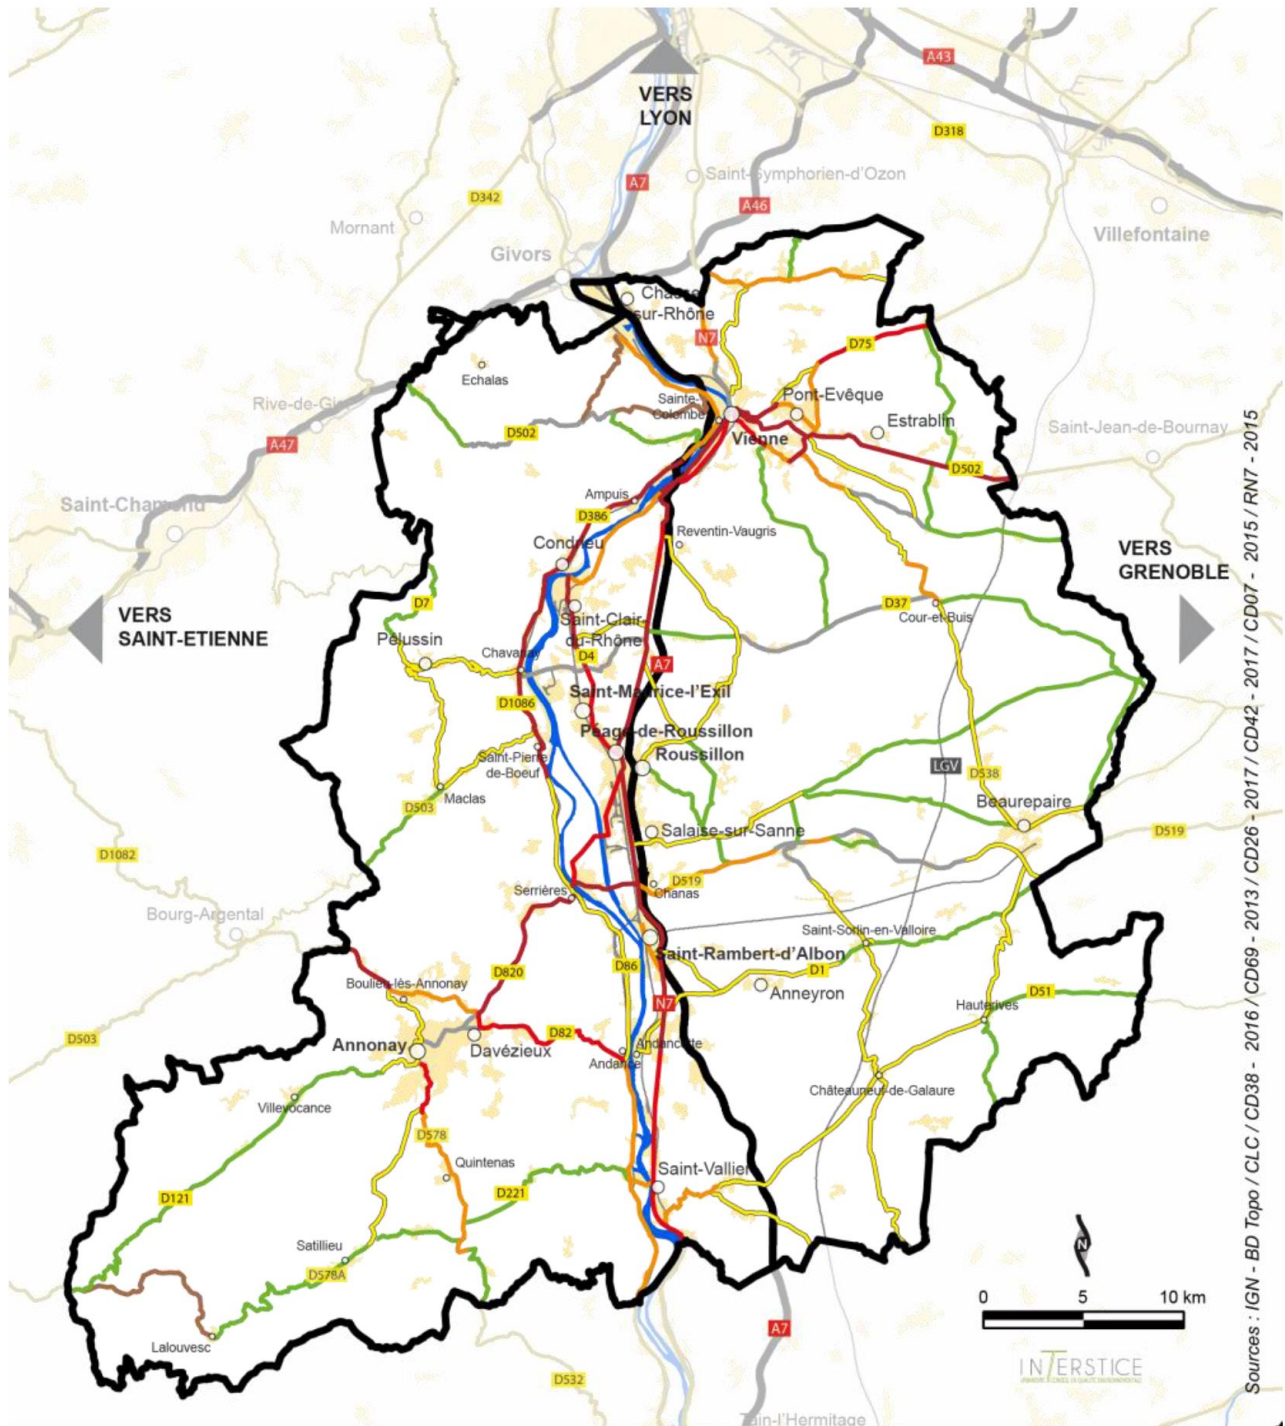 A43
VERS
LYON
D318
A7
Saint-Symphorien-d'Ozon
D342
A46
Mornant
Villefontaine
Givors
Chasse
sur-Rhône
N7
D75
Echalas
Rive-de-Gier
Sainte-
Colombe
Pont-Evêque
Vienne
Estrablin
Saint-Jean-de-Bournay
A47
D502
D502
Saint-Chamond
Ampuis
D386
Reventin-Vaugris
Condrieu
VERS
GRENOBLE
VERS
SAINT-ETIENNE
D7
D37
Saint-Clair-
du-Rhône
Cour-et-Buis
Pélussin
Chavanay
D4
A7
Saint-Maurice-l'Exil
D1086
Péage-de-Roussillon
Saint-Pierre
de-Boeuf
Roussillon
LGV
D538
Maclas
D503
Beaurepaire
Salaise-sur-Sanne
D519
D1082
D519
Serrières
Chanas
Bourg-Argental
Saint-Sorlin-en-Valloire
Saint-Rambert-d'Albon
D86
D1
D820
Boulieu-lès-Annonay
Anneyron
D51
N7
Hauterives
D503
D82
Annonay
Davézieux
Andance
Andancette
Châteauneuf-de-Galaure
Villevocance
D578
Quintenas
Saint-Vallier
D121
D221
Satillieu
D578A
Lalouvesc
N
0 5 10 km
A7
INTERSTICE
D532
Tain-l'Hermitage
Sources : IGN - BD Topo / CLC / CD38 - 2016 / CD69 - 2013 / CD26 - 2017 / CD42 - 2017 / CD07 - 2015 / RN7 - 2015